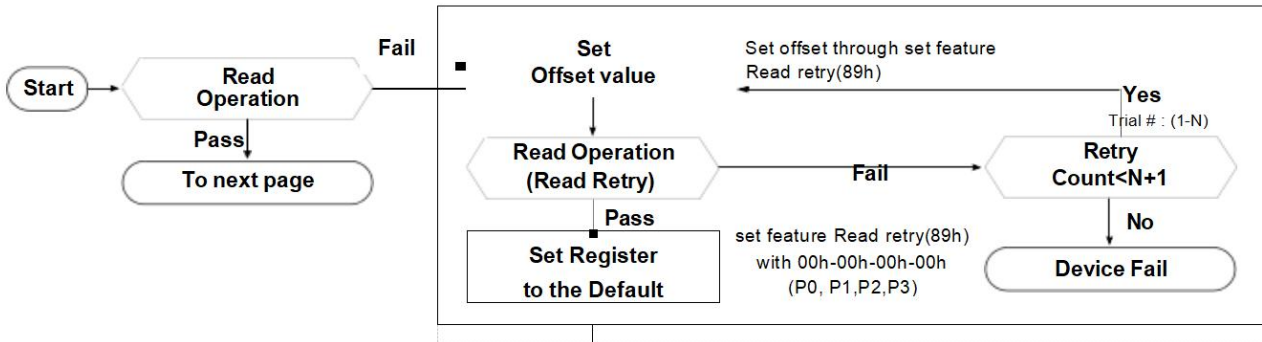 Start
Read
Operation
Fail
Pass
To next page
Set
Offset value
Set offset through set feature
Read retry(89h)
Yes
Trial # : (1-N)
Read Operation
(Read Retry)
Fail
Retry
Count<N+1
Pass
No
Set Register
to the Default
set feature Read retry(89h)
with 00h-00h-00h-00h
(P0, P1,P2,P3)
Device Fail